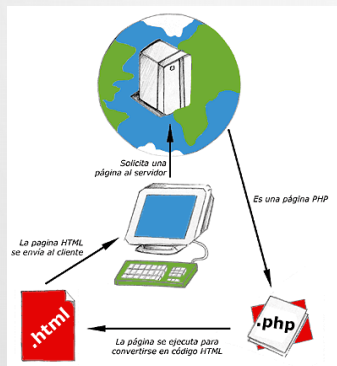 Solicita una
página al servidor
Es una página PHP
La pagina HTML
se envía al cliente
.html
.php
La página se ejecuta para
convertirse en código HTML